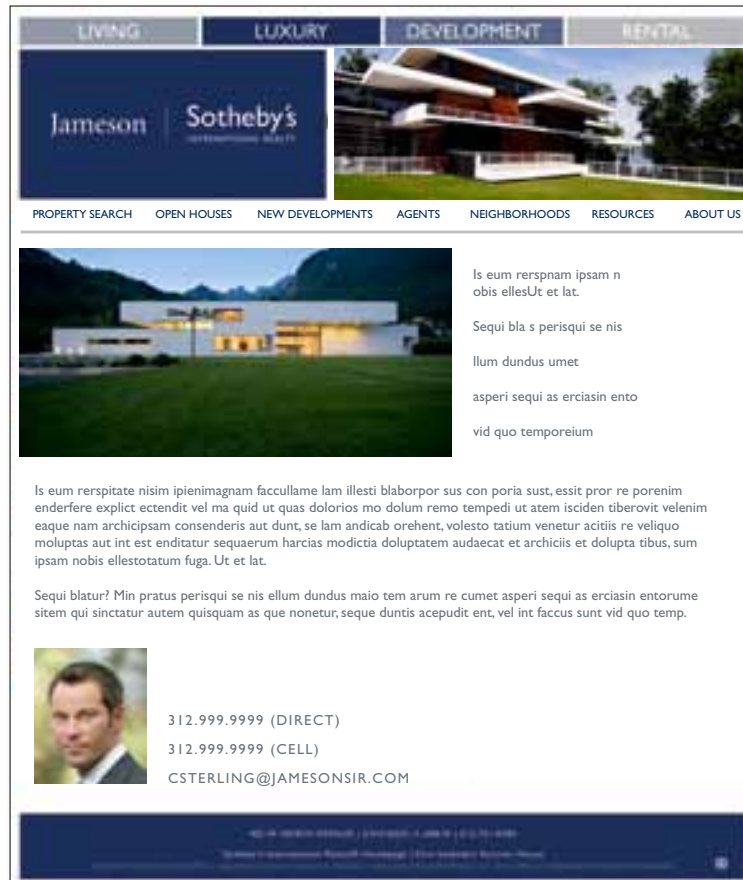 LIVING LUXURY DEVELOPMENT RENTAL
Jameson Sotheby's
INTERNATIONAL REALTY
PROPERTY SEARCH OPEN HOUSES NEW DEVELOPMENTS AGENTS NEIGHBORHOODS RESOURCES ABOUT US
Is eum rerspnam ipsam n
obis ellesUt et lat.
Sequi bla s perisqui se nis
llum dundus umet
asperi sequi as erciasin ento
vid quo temporeium
Is eum rerspitate nisim ipienimagnam faccullame lam illesti blaborpor sus con poria sust, essit pror re porenim
enderfere explict ectendit vel ma quid ut quas dolorios mo dolum remo tempedi ut atem isciden tiberovit velenim
eaque nam archicipsam consenderis aut dunt, se lam andicab orehent, volesto tatium venetur acitiis re veliquo
moluptas aut int est enditatur sequaerum harcias modictia doluptatem audaecat et archiciis et dolupta tibus, sum
ipsam nobis ellestotatum fuga. Ut et lat.
Sequi blatur? Min pratus perisqui se nis ellum dundus maio tem arum re cumet asperi sequi as erciasin entorume
sitem qui sinctatur autem quisquam as que nonetur, seque duntis acepudit ent, vel int faccus sunt vid quo temp.
312.999.9999 (DIRECT)
312.999.9999 (CELL)
CSTERLING@JAMESONSIR.COM